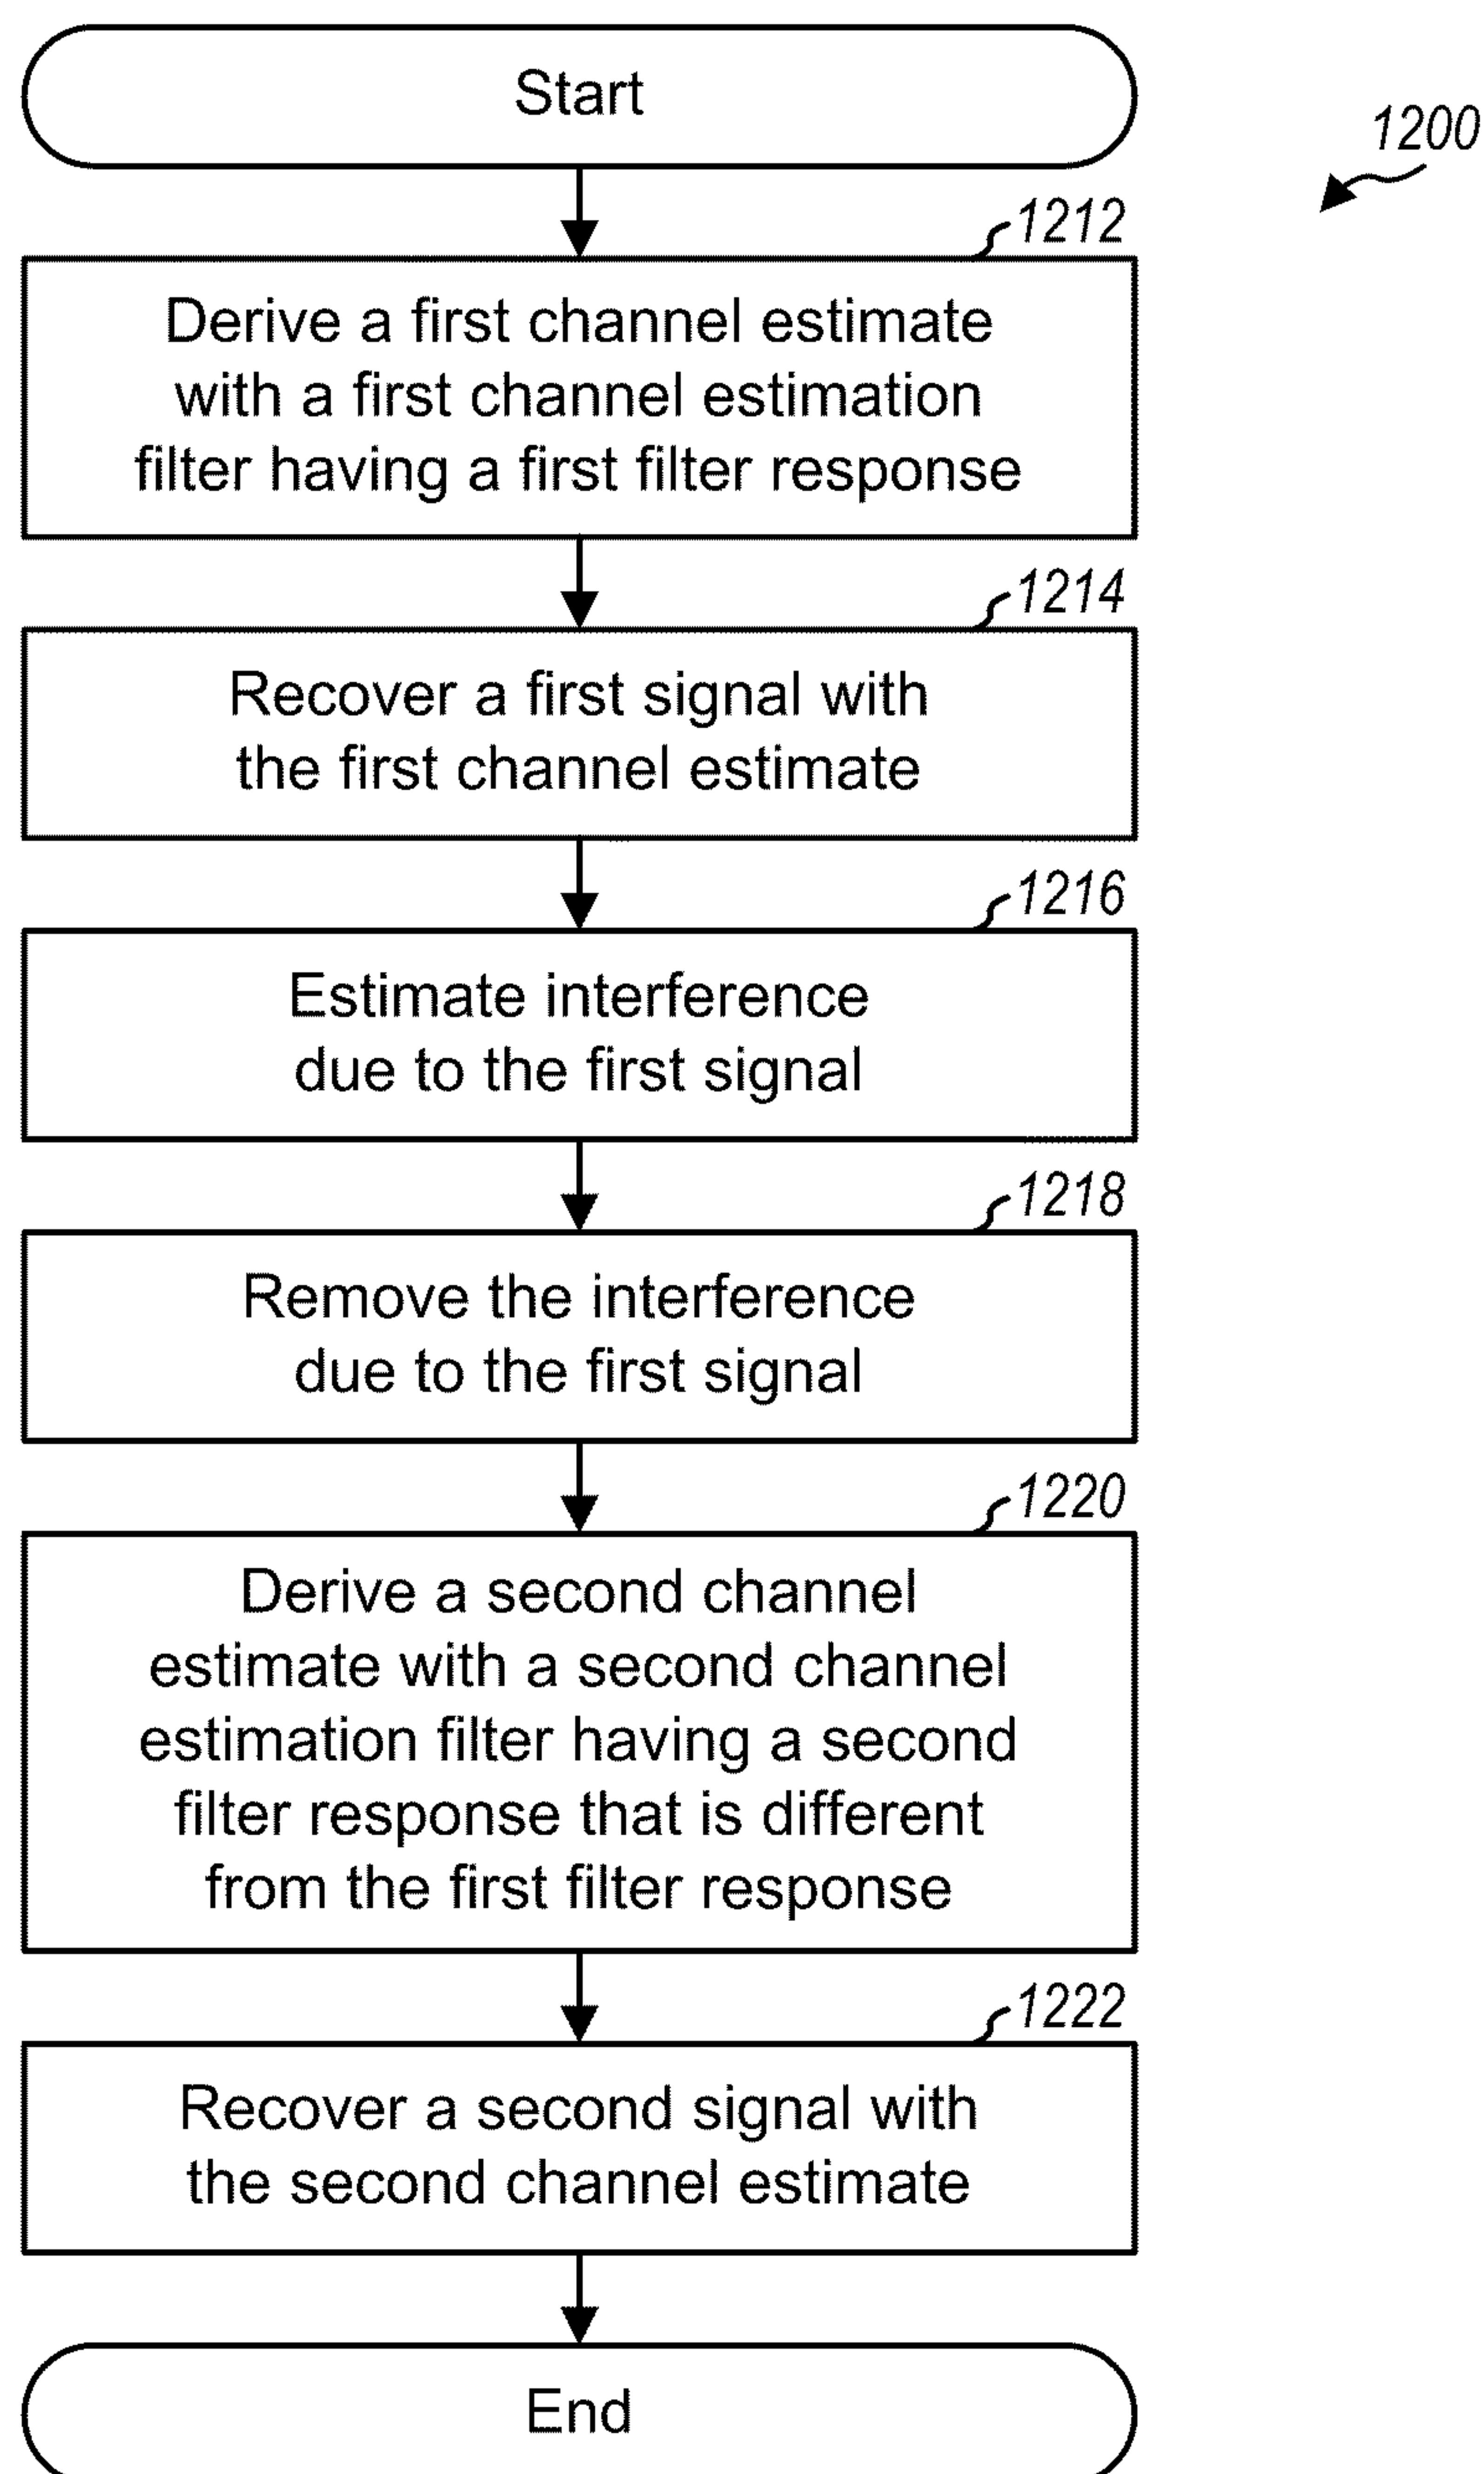 Start
1200
1212
Derive a first channel estimate
with a first channel estimation
filter having a first filter response
1214
Recover a first signal with
the first channel estimate
1216
Estimate interference
due to the first signal
1218
Remove the interference
due to the first signal
1220
Derive a second channel
estimate with a second channel
estimation filter having a second
filter response that is different
from the first filter response
1222
Recover a second signal with
the second channel estimate
End